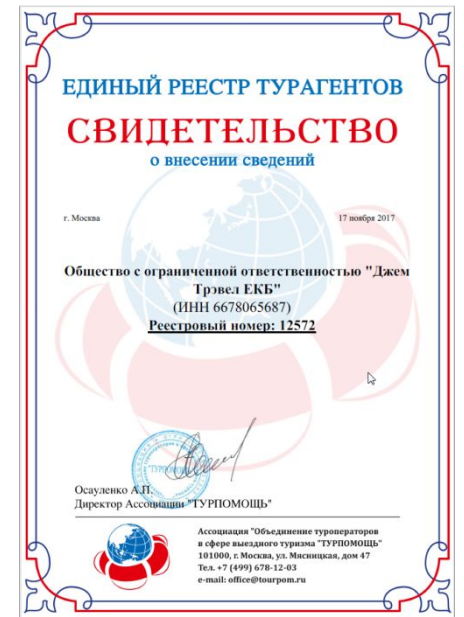 ЕДИНЫЙ РЕЕСТР ТУРАГЕНТОВ
СВИДЕТЕЛЬСТВО
о внесении сведений
г. Москва 17 ноября 2017
Общество с ограниченной ответственностью "Джем
Трэвел ЕКБ"
(ИНН 6678065687)
Реестровый номер: 12572
Осауленко А.П.
Директор Ассоциации "ТУРПОМОЩЬ"
Ассоциация "Объединение туроператоров
в сфере выездного туризма "ТУРПОМОЩЬ"
101000, г. Москва, ул. Мясницкая, дом 47
Тел. +7 (499) 678-12-03
e-mail: office@tourpom.ru